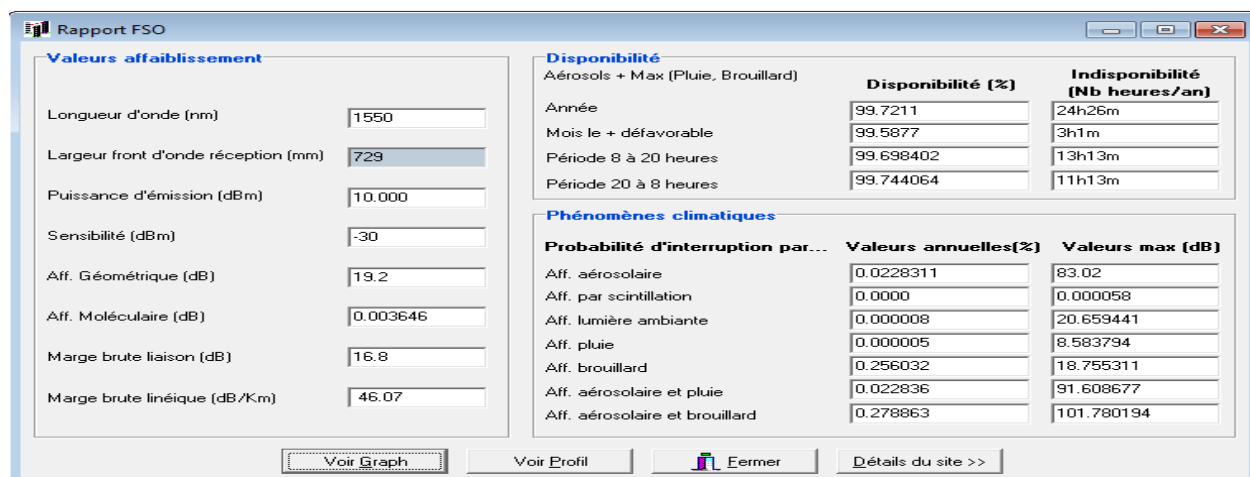 Rapport FSO
Valeurs affaiblissement
Longueur d'onde (nm) 1550
Largeur front d'onde réception (mm) 729
Puissance d'émission (dBm) 10.000
Sensibilité (dBm) -30
Aff. Géométrique (dB) 19.2
Aff. Moléculaire (dB) 0.003646
Marge brute liaison (dB) 16.8
Marge brute linéique (dB/Km) 46.07
Disponibilité
Aérosols + Max (Pluie, Brouillard) Disponibilité (%) Indisponibilité (Nb heures/an)
Année 99.7211 24h26m
Mois le + défavorable 99.5877 3h1m
Période 8 à 20 heures 99.698402 13h13m
Période 20 à 8 heures 99.744064 11h13m
Phénomènes climatiques
Probabilité d'interruption par... Valeurs annuelles(%) Valeurs max (dB)
Aff. aérosolaire 0.0228311 83.02
Aff. par scintillation 0.0000 0.000058
Aff. lumière ambiante 0.000008 20.659441
Aff. pluie 0.000005 8.583794
Aff. brouillard 0.256032 18.755311
Aff. aérosolaire et pluie 0.022836 91.608677
Aff. aérosolaire et brouillard 0.278863 101.780194
Voir Graph Voir Profil Fermer Détails du site >>